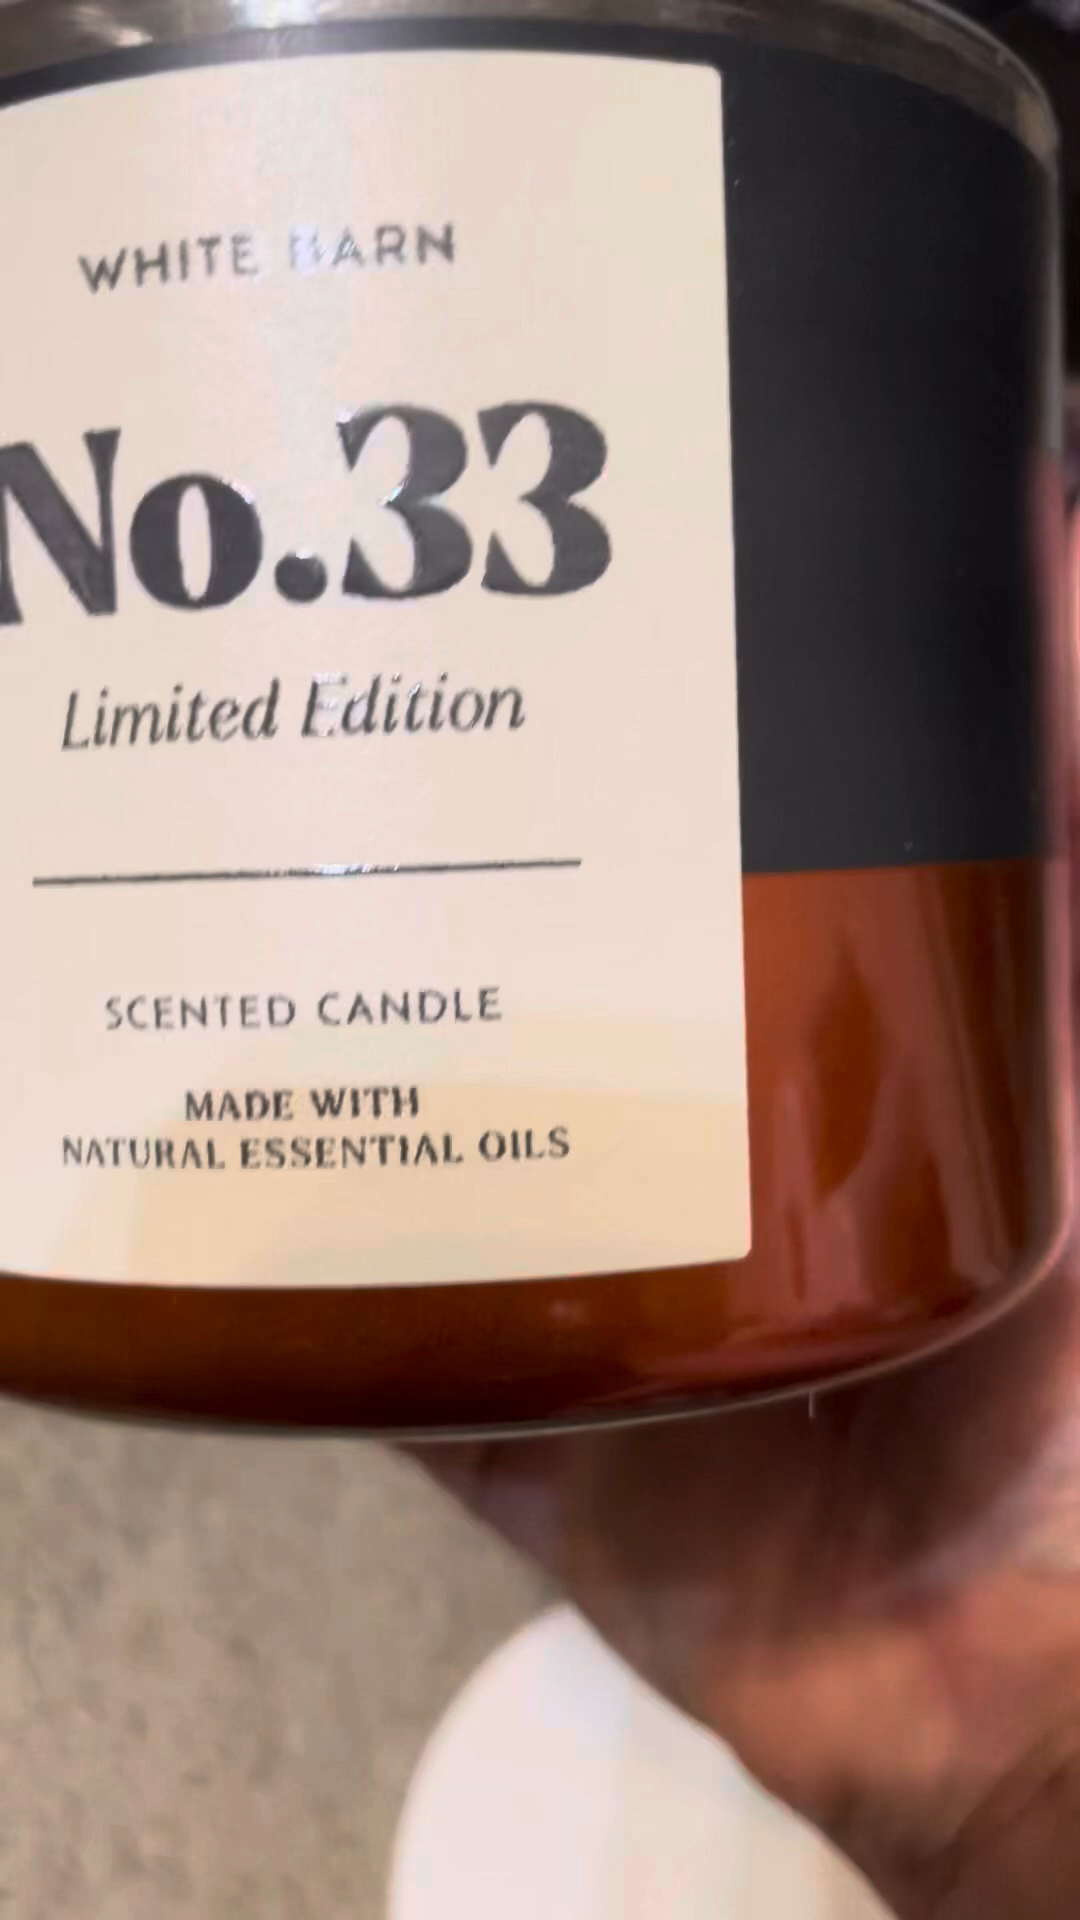 WHITE BARN
No.33
Limited Edition
SCENTED CANDLE
MADE WITH
NATURAL ESSENTIAL OILS